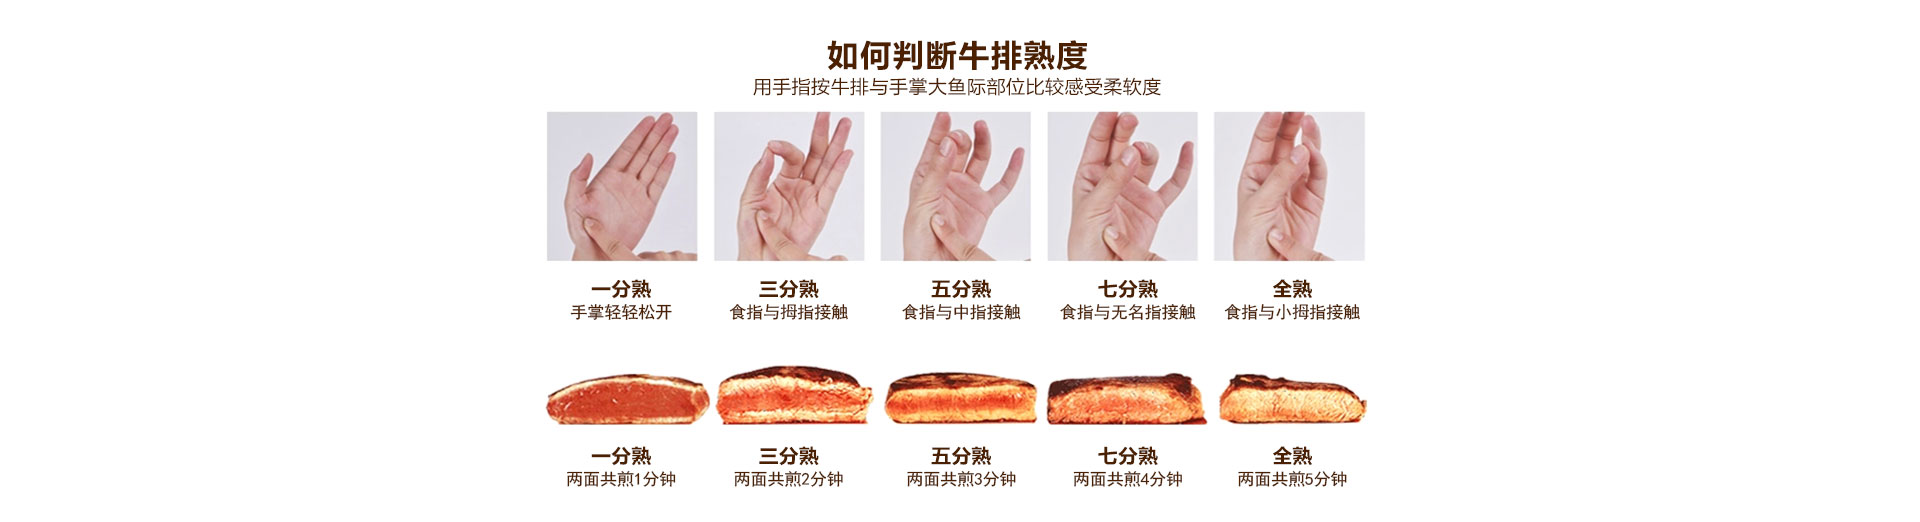 如何判断牛排熟度
用手指按牛排与手掌大鱼际部位比较感受柔软度
一分熟
手掌轻轻松开
三分熟
食指与拇指接触
五分熟
食指与中指接触
七分熟
食指与无名指接触
全熟
食指与小拇指接触
一分熟
两面共煎1分钟
三分熟
两面共煎2分钟
五分熟
两面共煎3分钟
七分熟
两面共煎4分钟
全熟
两面共煎5分钟